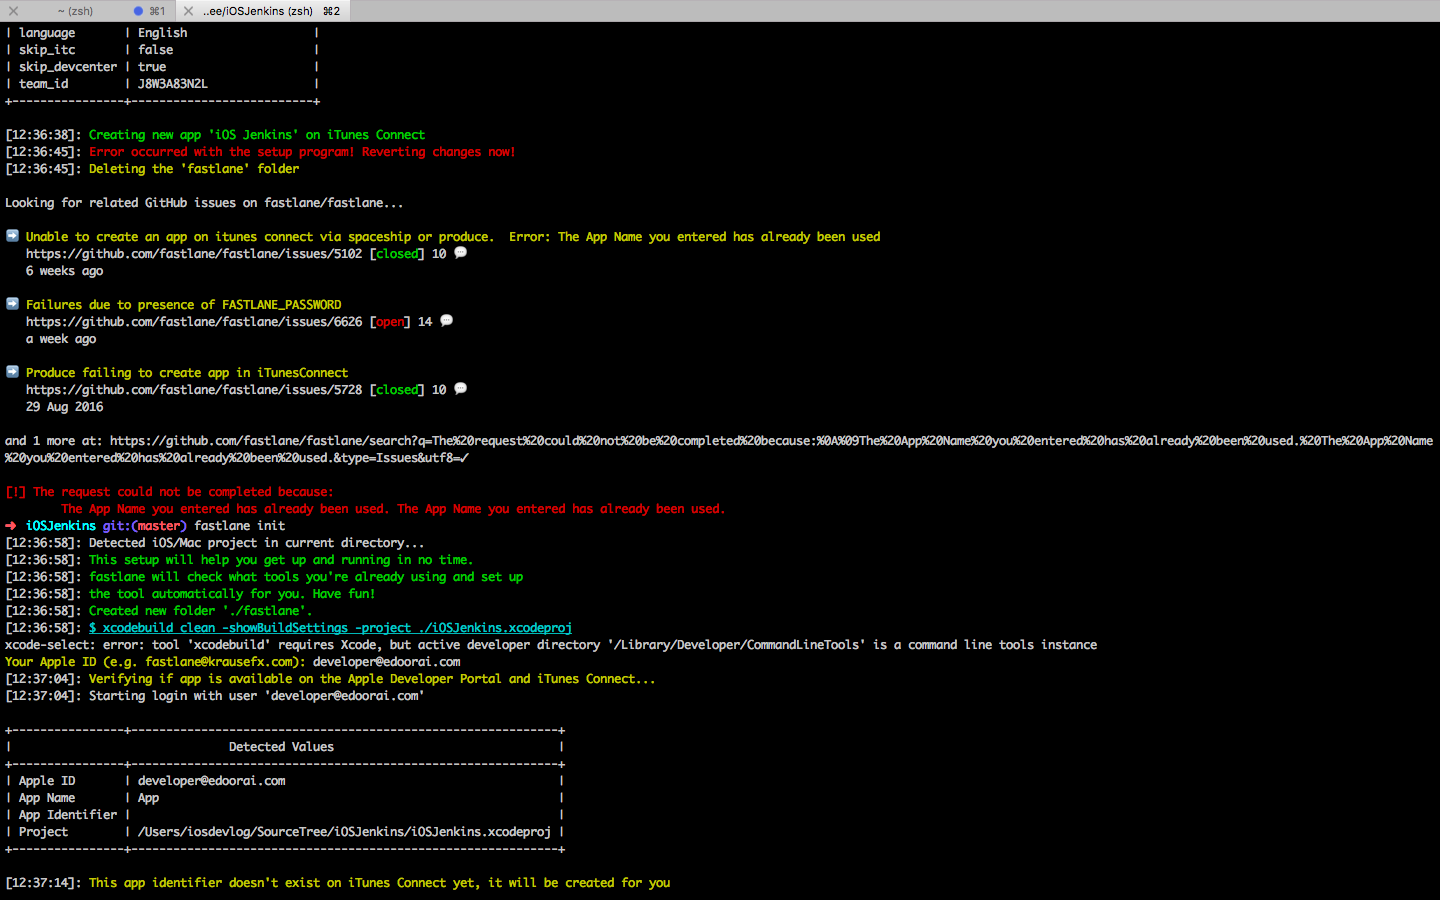 ~ (zsh) ⌘1 ..ee/iOSJenkins (zsh) ⌘2
| language | English |
| skip_itc | false |
| skip_devcenter | true |
| team_id | J8W3A83N2L |
+----------------+--------------------------+
[12:36:38]: Creating new app 'iOS Jenkins' on iTunes Connect
[12:36:45]: Error occurred with the setup program! Reverting changes now!
[12:36:45]: Deleting the 'fastlane' folder
Looking for related GitHub issues on fastlane/fastlane...
➡️ Unable to create an app on itunes connect via spaceship or produce.  Error: The App Name you entered has already been used
https://github.com/fastlane/fastlane/issues/5102 [closed] 10 💬
6 weeks ago
➡️ Failures due to presence of FASTLANE_PASSWORD
https://github.com/fastlane/fastlane/issues/6626 [open] 14 💬
a week ago
➡️ Produce failing to create app in iTunesConnect
https://github.com/fastlane/fastlane/issues/5728 [closed] 10 💬
29 Aug 2016
and 1 more at: https://github.com/fastlane/fastlane/search?q=The%20request%20could%20not%20be%20completed%20because:%0A%09The%20App%20Name%20you%20entered%20has%20already%20been%20used.%20The%20App%20Name
%20you%20entered%20has%20already%20been%20used.&type=Issues&utf8=✓
[!] The request could not be completed because:
The App Name you entered has already been used. The App Name you entered has already been used.
➜ iOSJenkins git:(master) fastlane init
[12:36:58]: Detected iOS/Mac project in current directory...
[12:36:58]: This setup will help you get up and running in no time.
[12:36:58]: fastlane will check what tools you're already using and set up
[12:36:58]: the tool automatically for you. Have fun!
[12:36:58]: Created new folder './fastlane'.
[12:36:58]: $ xcodebuild clean -showBuildSettings -project ./iOSJenkins.xcodeproj
xcode-select: error: tool 'xcodebuild' requires Xcode, but active developer directory '/Library/Developer/CommandLineTools' is a command line tools instance
Your Apple ID (e.g. fastlane@krausefx.com): developer@edoorai.com
[12:37:04]: Verifying if app is available on the Apple Developer Portal and iTunes Connect...
[12:37:04]: Starting login with user 'developer@edoorai.com'
+----------------+-------------------------------------------------------------+
| Detected Values |
+----------------+-------------------------------------------------------------+
| Apple ID | developer@edoorai.com |
| App Name | App |
| App Identifier | |
| Project | /Users/iosdevlog/SourceTree/iOSJenkins/iOSJenkins.xcodeproj |
+----------------+-------------------------------------------------------------+
[12:37:14]: This app identifier doesn't exist on iTunes Connect yet, it will be created for you